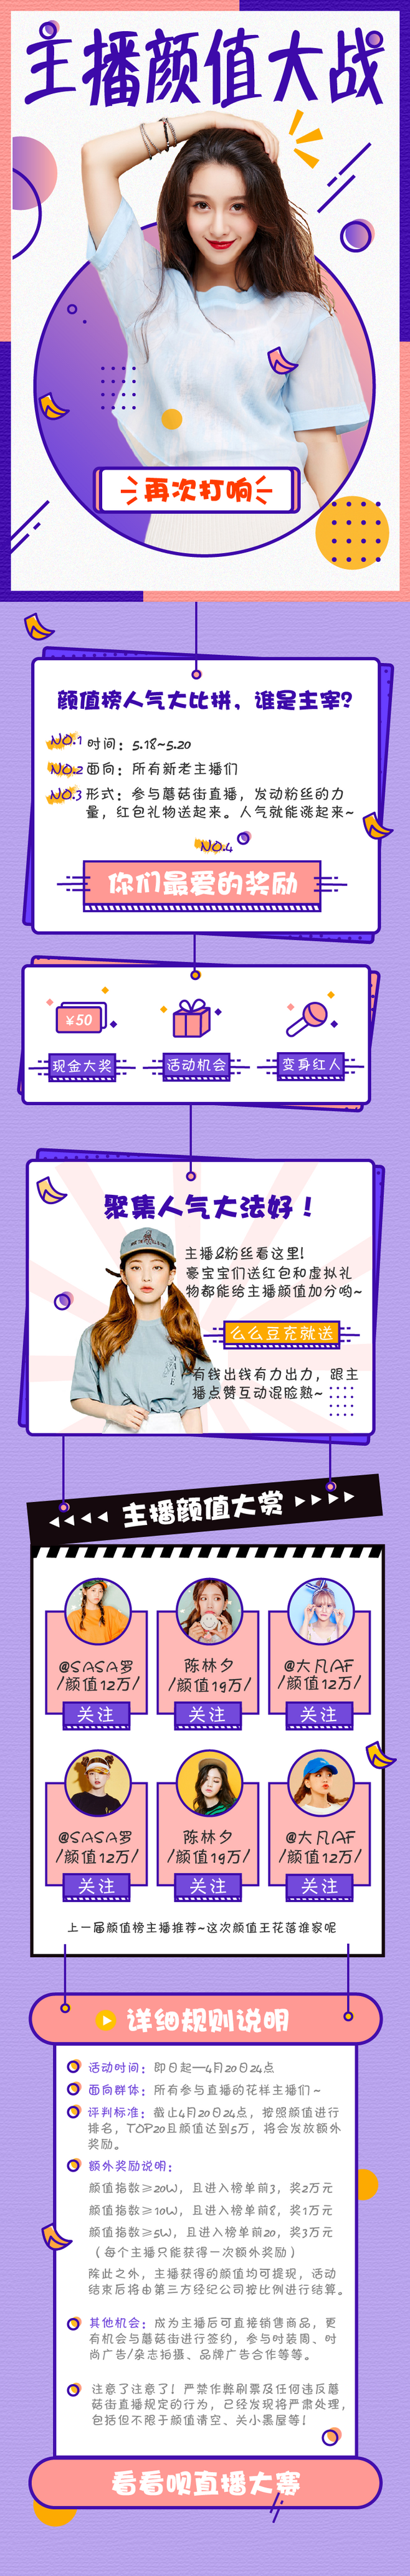 主播颜值大战
再次打响
颜值榜人气大比拼，谁是主宰？
NO.1 时间：5.18~5.20
NO.2 面向：所有新老主播们
NO.3 形式：参与蘑菇街直播，发动粉丝的力
量，红包礼物送起来。人气就能涨起来~
NO.4
你们最爱的奖励
¥50
现金大奖 活动机会 变身红人
聚集人气大法好！
主播&粉丝看这里!
豪宝宝们送红包和虚拟礼
物都能给主播颜值加分哟~
么么豆充就送
有钱出钱有力出力，跟主
播点赞互动混脸熟~
主播颜值大赏
@SASA罗 陈林夕 @大凡AF
/颜值12万/ /颜值19万/ /颜值12万/
关注 关注 关注
@SASA罗 陈林夕 @大凡AF
/颜值12万/ /颜值19万/ /颜值12万/
关注 关注 关注
上一届颜值榜主播推荐~这次颜值王花落谁家呢
详细规则说明
活动时间：即日起—4月20日24点
面向群体：所有参与直播的花样主播们~
评判标准：截止4月20日24点，按照颜值进行
排名，TOP20且颜值达到5万，将会发放额外
奖励。
额外奖励说明：
颜值指数≥20W，且进入榜单前3，奖2万元
颜值指数≥10W，且进入榜单前8，奖1万元
颜值指数≥5W，且进入榜单前20，奖3万元
（每个主播只能获得一次额外奖励）
除此之外，主播获得的颜值均可提现，活动
结束后将由第三方经纪公司按比例进行结算。
其他机会：成为主播后可直接销售商品，更
有机会与蘑菇街进行签约，参与时装周、时
尚广告/杂志拍摄、品牌广告合作等等。
注意了注意了！严禁作弊刷票及任何违反蘑
菇街直播规定的行为，已经发现将严肃处理，
包括但不限于颜值清空、关小黑屋等！
看看呗直播大赛